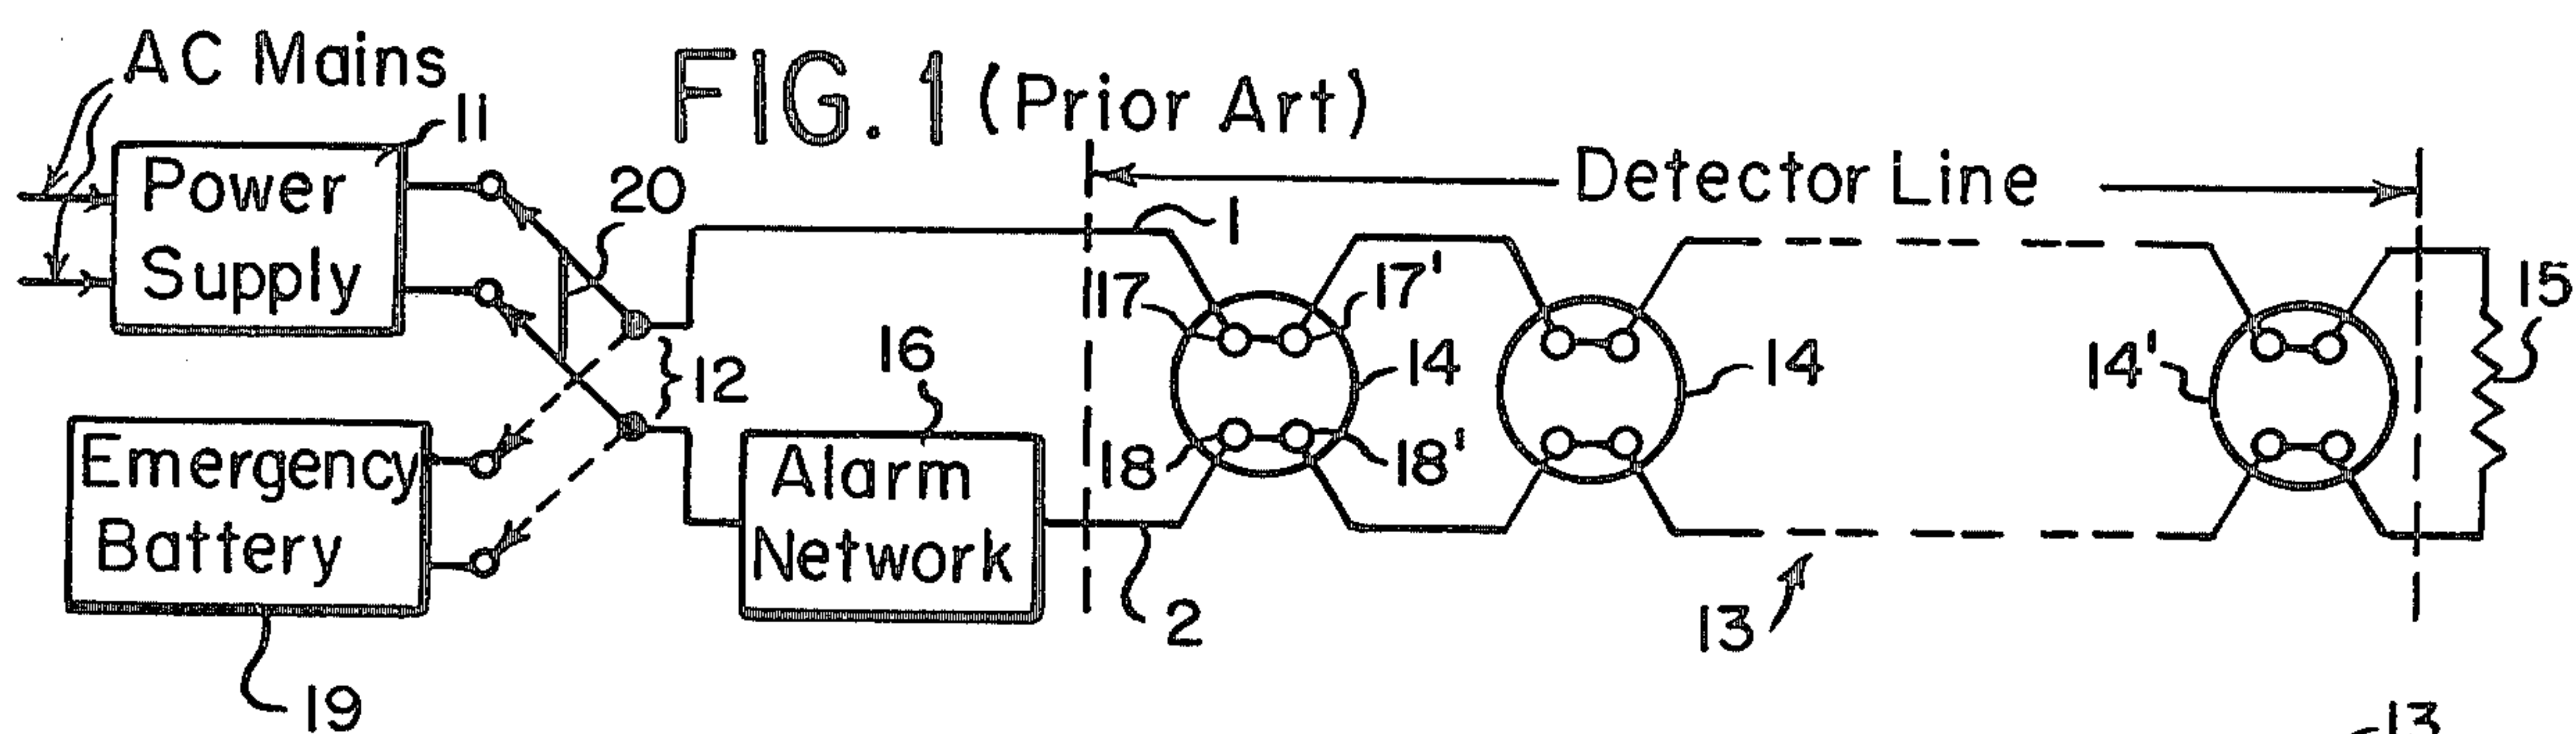 AC Mains
FIG. 1 (Prior Art)
11
Power
Supply
20
Detector Line
1
17
17'
15
12
16
14
14
14'
Emergency
Battery
Alarm
Network
18
18'
2
13
19
13